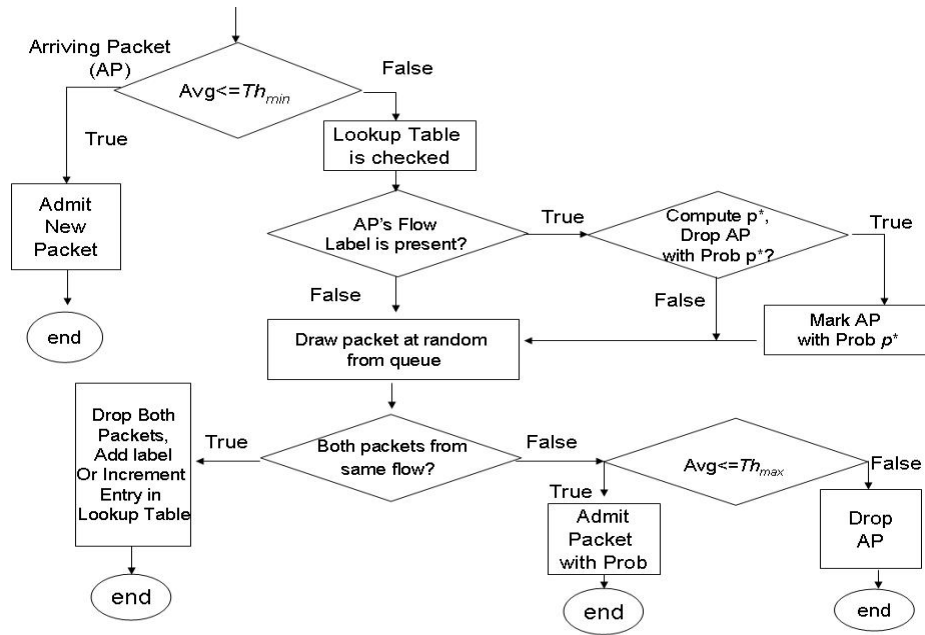 Arriving Packet
(AP)
Avg<=Thmin
False
True
Lookup Table
is checked
Admit
New
Packet
AP's Flow
Label is present?
True
Compute p*,
Drop AP
with Prob p*?
True
end
False
False
Draw packet at random
from queue
Mark AP
with Prob p*
Drop Both
Packets,
Add label
Or Increment
Entry in
Lookup Table
True
Both packets from
same flow?
False
Avg<=Thmax
False
True
Admit
Packet
with Prob
Drop
AP
end
end
end